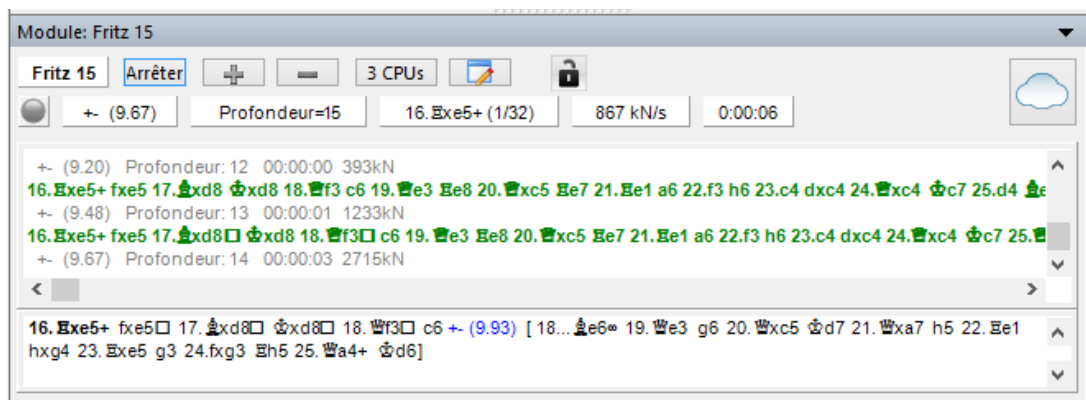 Module: Fritz 15
Fritz 15 Arrêter 3 CPUs
+- (9.67) Profondeur=15 16.♖xe5+ (1/32) 867 kN/s 0:00:06
+- (9.20) Profondeur: 12 00:00:00 393kN
16.♖xe5+ fxe5 17.♗xd8 ♔xd8 18.♕f3 c6 19.♕e3 ♖e8 20.♕xc5 ♖e7 21.♖e1 a6 22.f3 h6 23.c4 dxc4 24.♕xc4 ♔c7 25.d4 ♗e
+- (9.48) Profondeur: 13 00:00:01 1233kN
16.♖xe5+ fxe5 17.♗xd8□ ♔xd8 18.♕f3□ c6 19.♕e3 ♖e8 20.♕xc5 ♖e7 21.♖e1 a6 22.f3 h6 23.c4 dxc4 24.♕xc4 ♔c7 25.♕
+- (9.67) Profondeur: 14 00:00:03 2715kN
16.♖xe5+ fxe5□ 17.♗xd8□ ♔xd8□ 18.♕f3□ c6 +- (9.93) [ 18...♗e6∞ 19.♕e3 g6 20.♕xc5 ♔d7 21.♕xa7 h5 22.♖e1
hxg4 23.♖xe5 g3 24.fxg3 ♖h5 25.♕a4+ ♔d6]